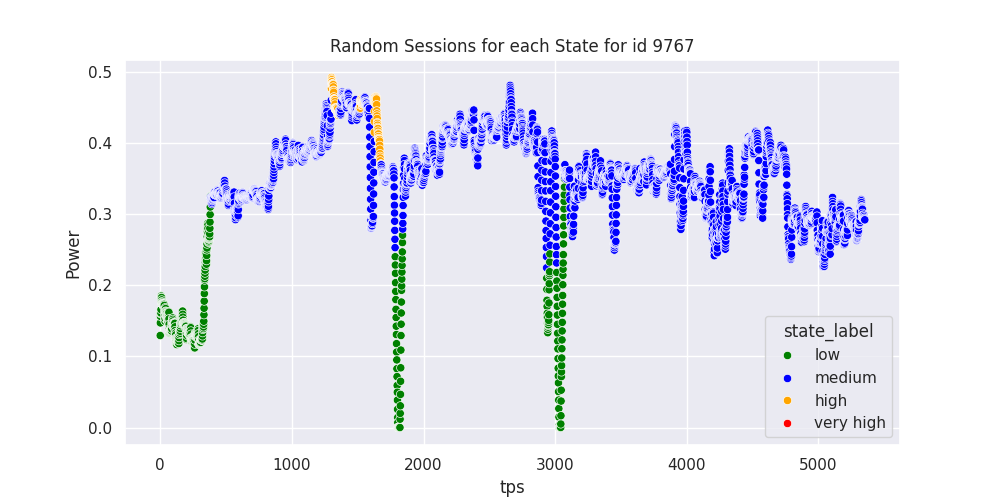 Random Sessions for each State for id 9767
Power
0.5
0.4
0.3
0.2
0.1
0.0
0 1000 2000 3000 4000 5000
tps
state_label
low
medium
high
very high